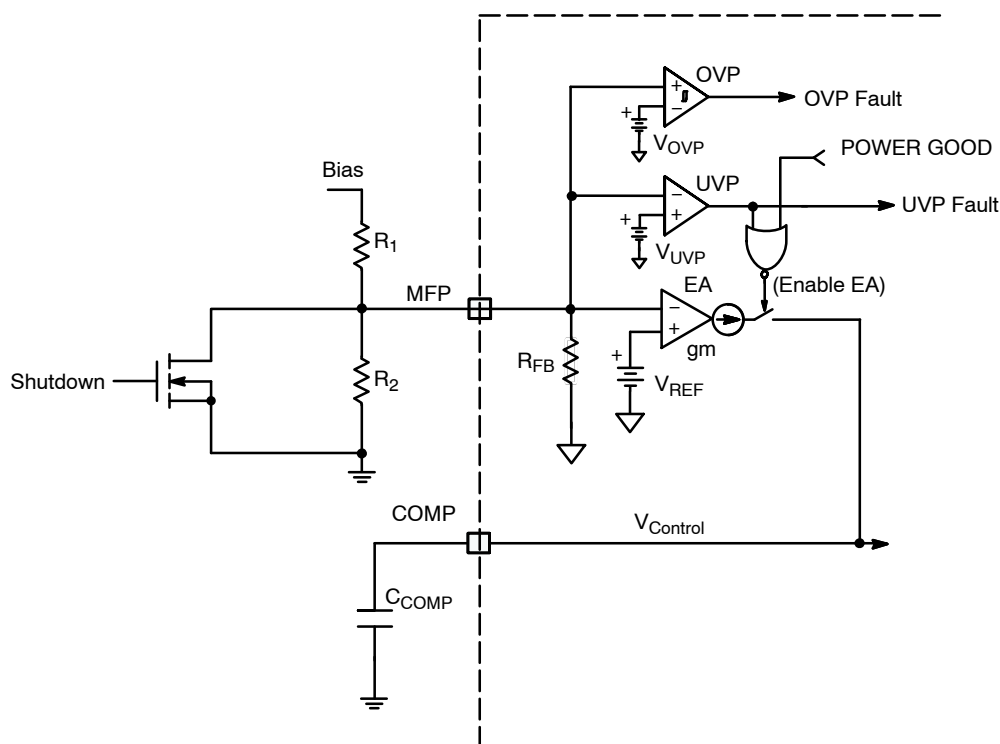 OVP
+
−
OVP Fault
+
V_OVP
POWER GOOD
Bias
UVP
−
+
UVP Fault
R_1
+
V_UVP
EA
(Enable EA)
MFP
−
+
gm
R_FB
+
V_REF
Shutdown
R_2
COMP
V_Control
C_COMP